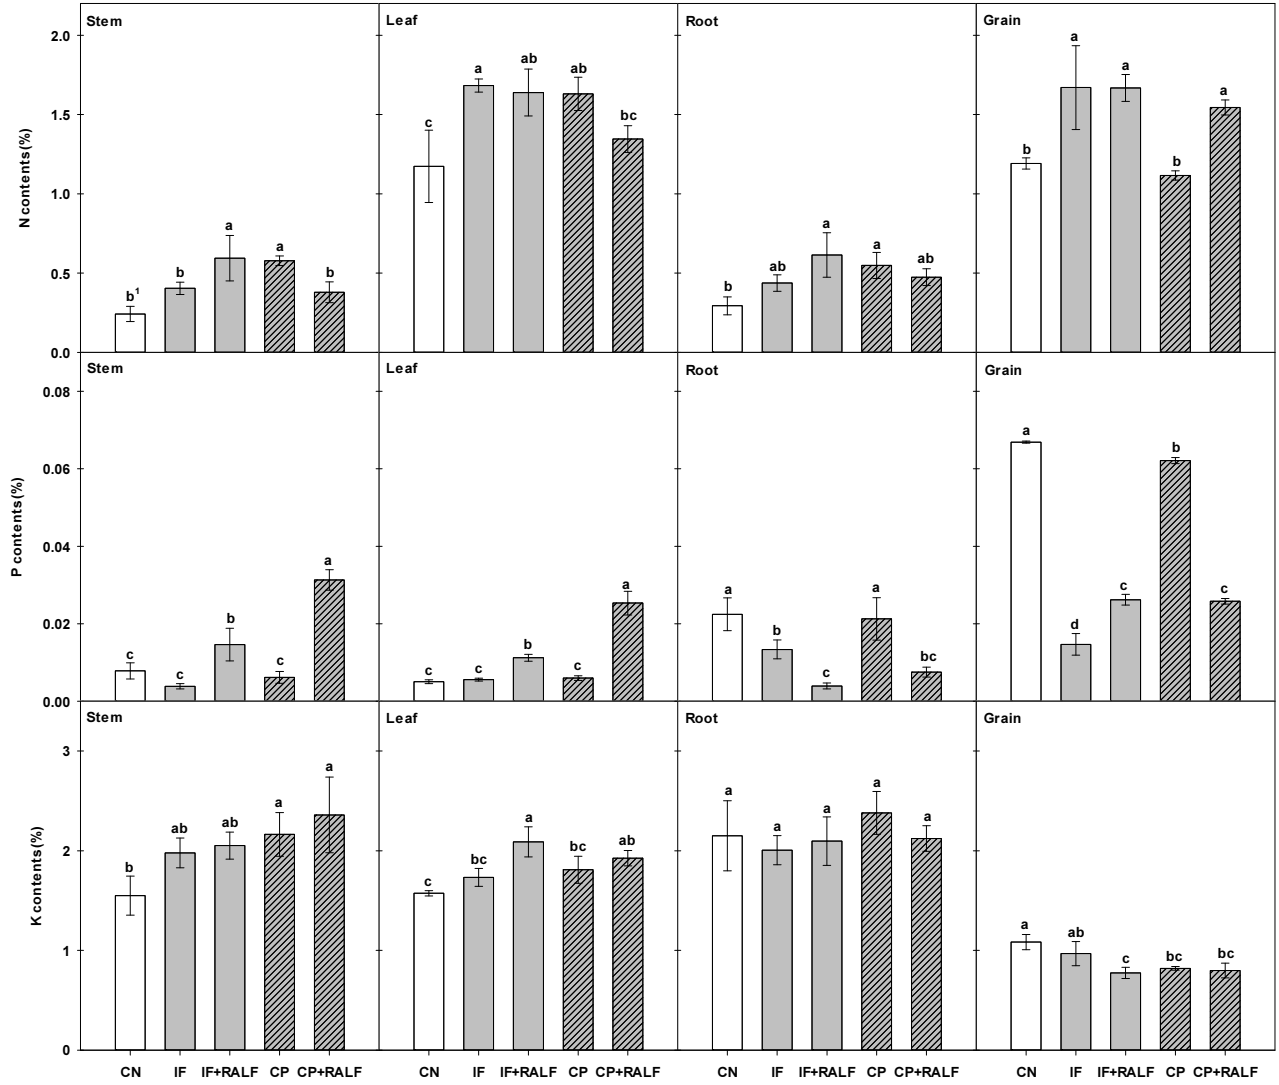 Stem Leaf Root Grain
2.0
1.5
1.0
0.5
0.0
N contents (%)
b¹ b a a b
c a ab ab bc
b ab a a ab
b a a b a
Stem Leaf Root Grain
0.08
0.06
0.04
0.02
0.00
P contents (%)
c c b c a
c c b c a
a b c a bc
a d c b c
Stem Leaf Root Grain
3
2
1
0
K contents (%)
b ab ab a a
c bc a bc ab
a a a a a
a ab c bc bc
CN IF IF+RALF CP CP+RALF CN IF IF+RALF CP CP+RALF CN IF IF+RALF CP CP+RALF CN IF IF+RALF CP CP+RALF